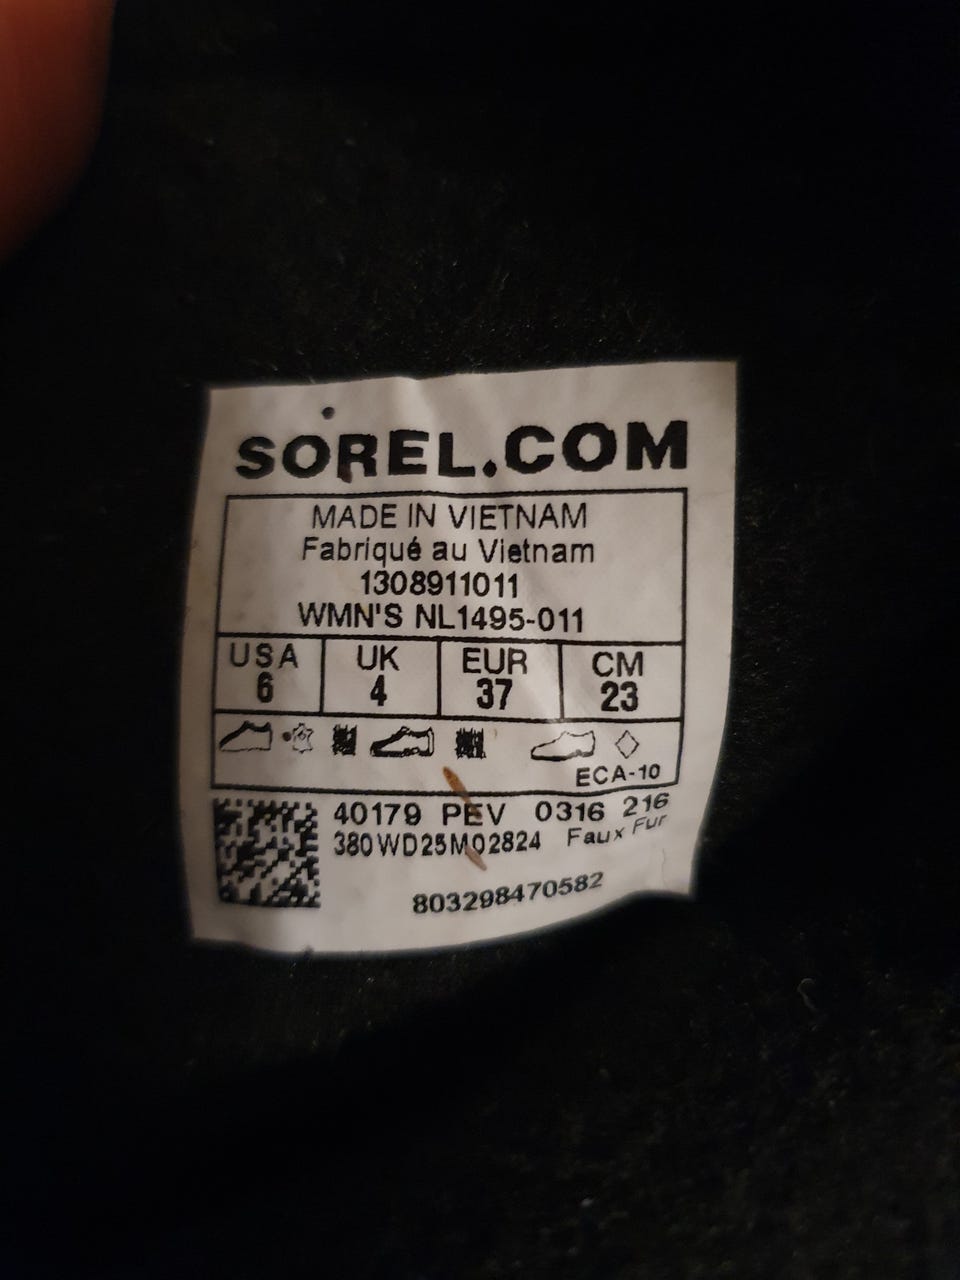 SOREL.COM
MADE IN VIETNAM
Fabriqué au Vietnam
1308911011
WMN'S NL1495-011
USA UK EUR CM
6 4 37 23
ECA-10
40179 PEV 0316 216
380WD25M02824 Faux Fur
803298470582